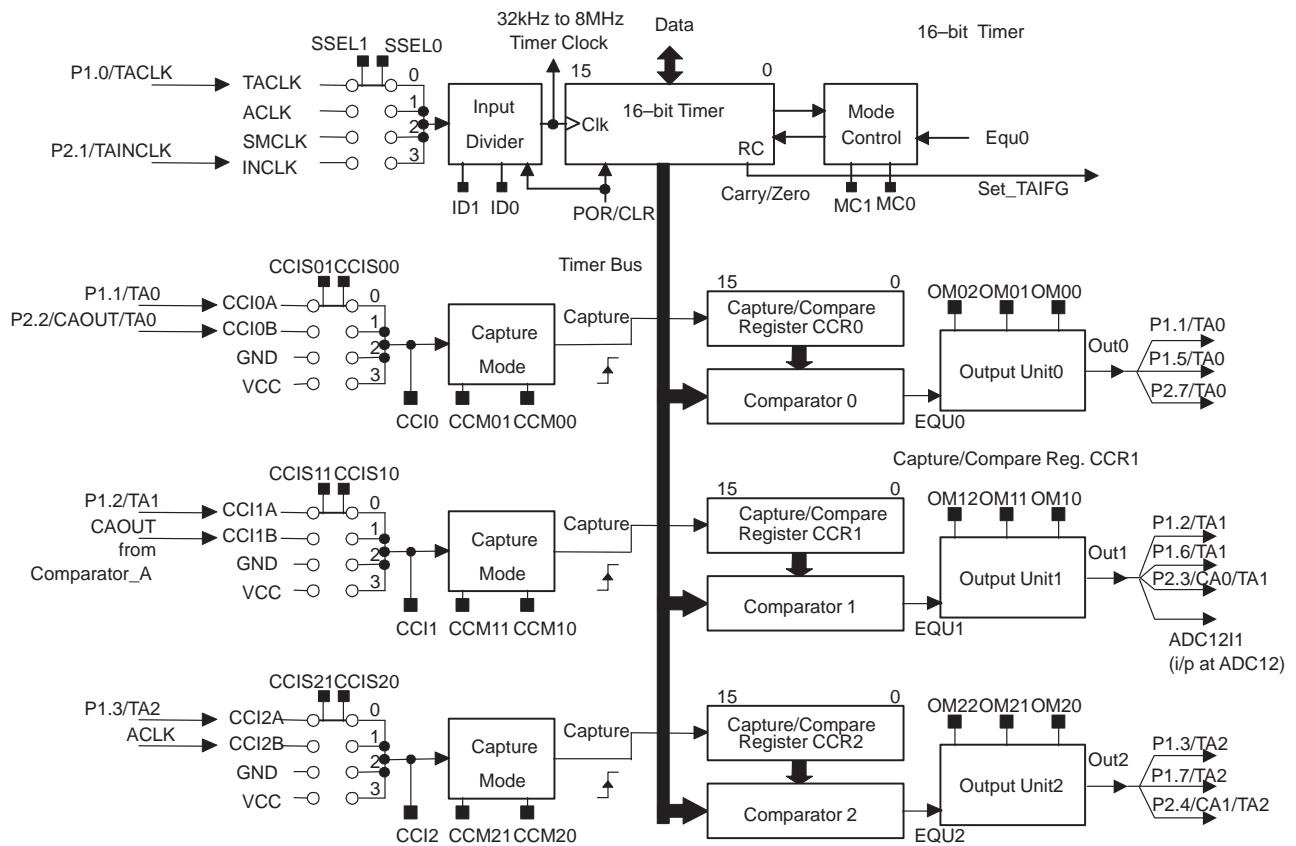 32kHz to 8MHz
Timer Clock
Data
16–bit Timer
SSEL1 SSEL0
15
0
P1.0/TACLK
TACLK
0
ACLK
1
SMCLK
2
P2.1/TAINCLK
INCLK
3
Input
Divider
Clk
16–bit Timer
RC
Mode
Control
Equ0
ID1 ID0
POR/CLR
Carry/Zero
MC1 MC0
Set_TAIFG
Timer Bus
CCIS01 CCIS00
P1.1/TA0
CCI0A
0
P2.2/CAOUT/TA0
CCI0B
1
GND
2
VCC
3
CCI0
Capture
Mode
CCM01 CCM00
Capture
15
0
Capture/Compare
Register CCR0
Comparator 0
EQU0
OM02 OM01 OM00
Output Unit0
Out0
P1.1/TA0
P1.5/TA0
P2.7/TA0
Capture/Compare Reg. CCR1
CCIS11 CCIS10
P1.2/TA1
CCI1A
0
CAOUT
from
Comparator_A
CCI1B
1
GND
2
VCC
3
CCI1
Capture
Mode
CCM11 CCM10
Capture
15
0
Capture/Compare
Register CCR1
Comparator 1
EQU1
OM12 OM11 OM10
Output Unit1
Out1
P1.2/TA1
P1.6/TA1
P2.3/CA0/TA1
ADC12I1
(i/p at ADC12)
CCIS21 CCIS20
P1.3/TA2
CCI2A
0
ACLK
CCI2B
1
GND
2
VCC
3
CCI2
Capture
Mode
CCM21 CCM20
Capture
15
0
Capture/Compare
Register CCR2
Comparator 2
EQU2
OM22 OM21 OM20
Output Unit2
Out2
P1.3/TA2
P1.7/TA2
P2.4/CA1/TA2